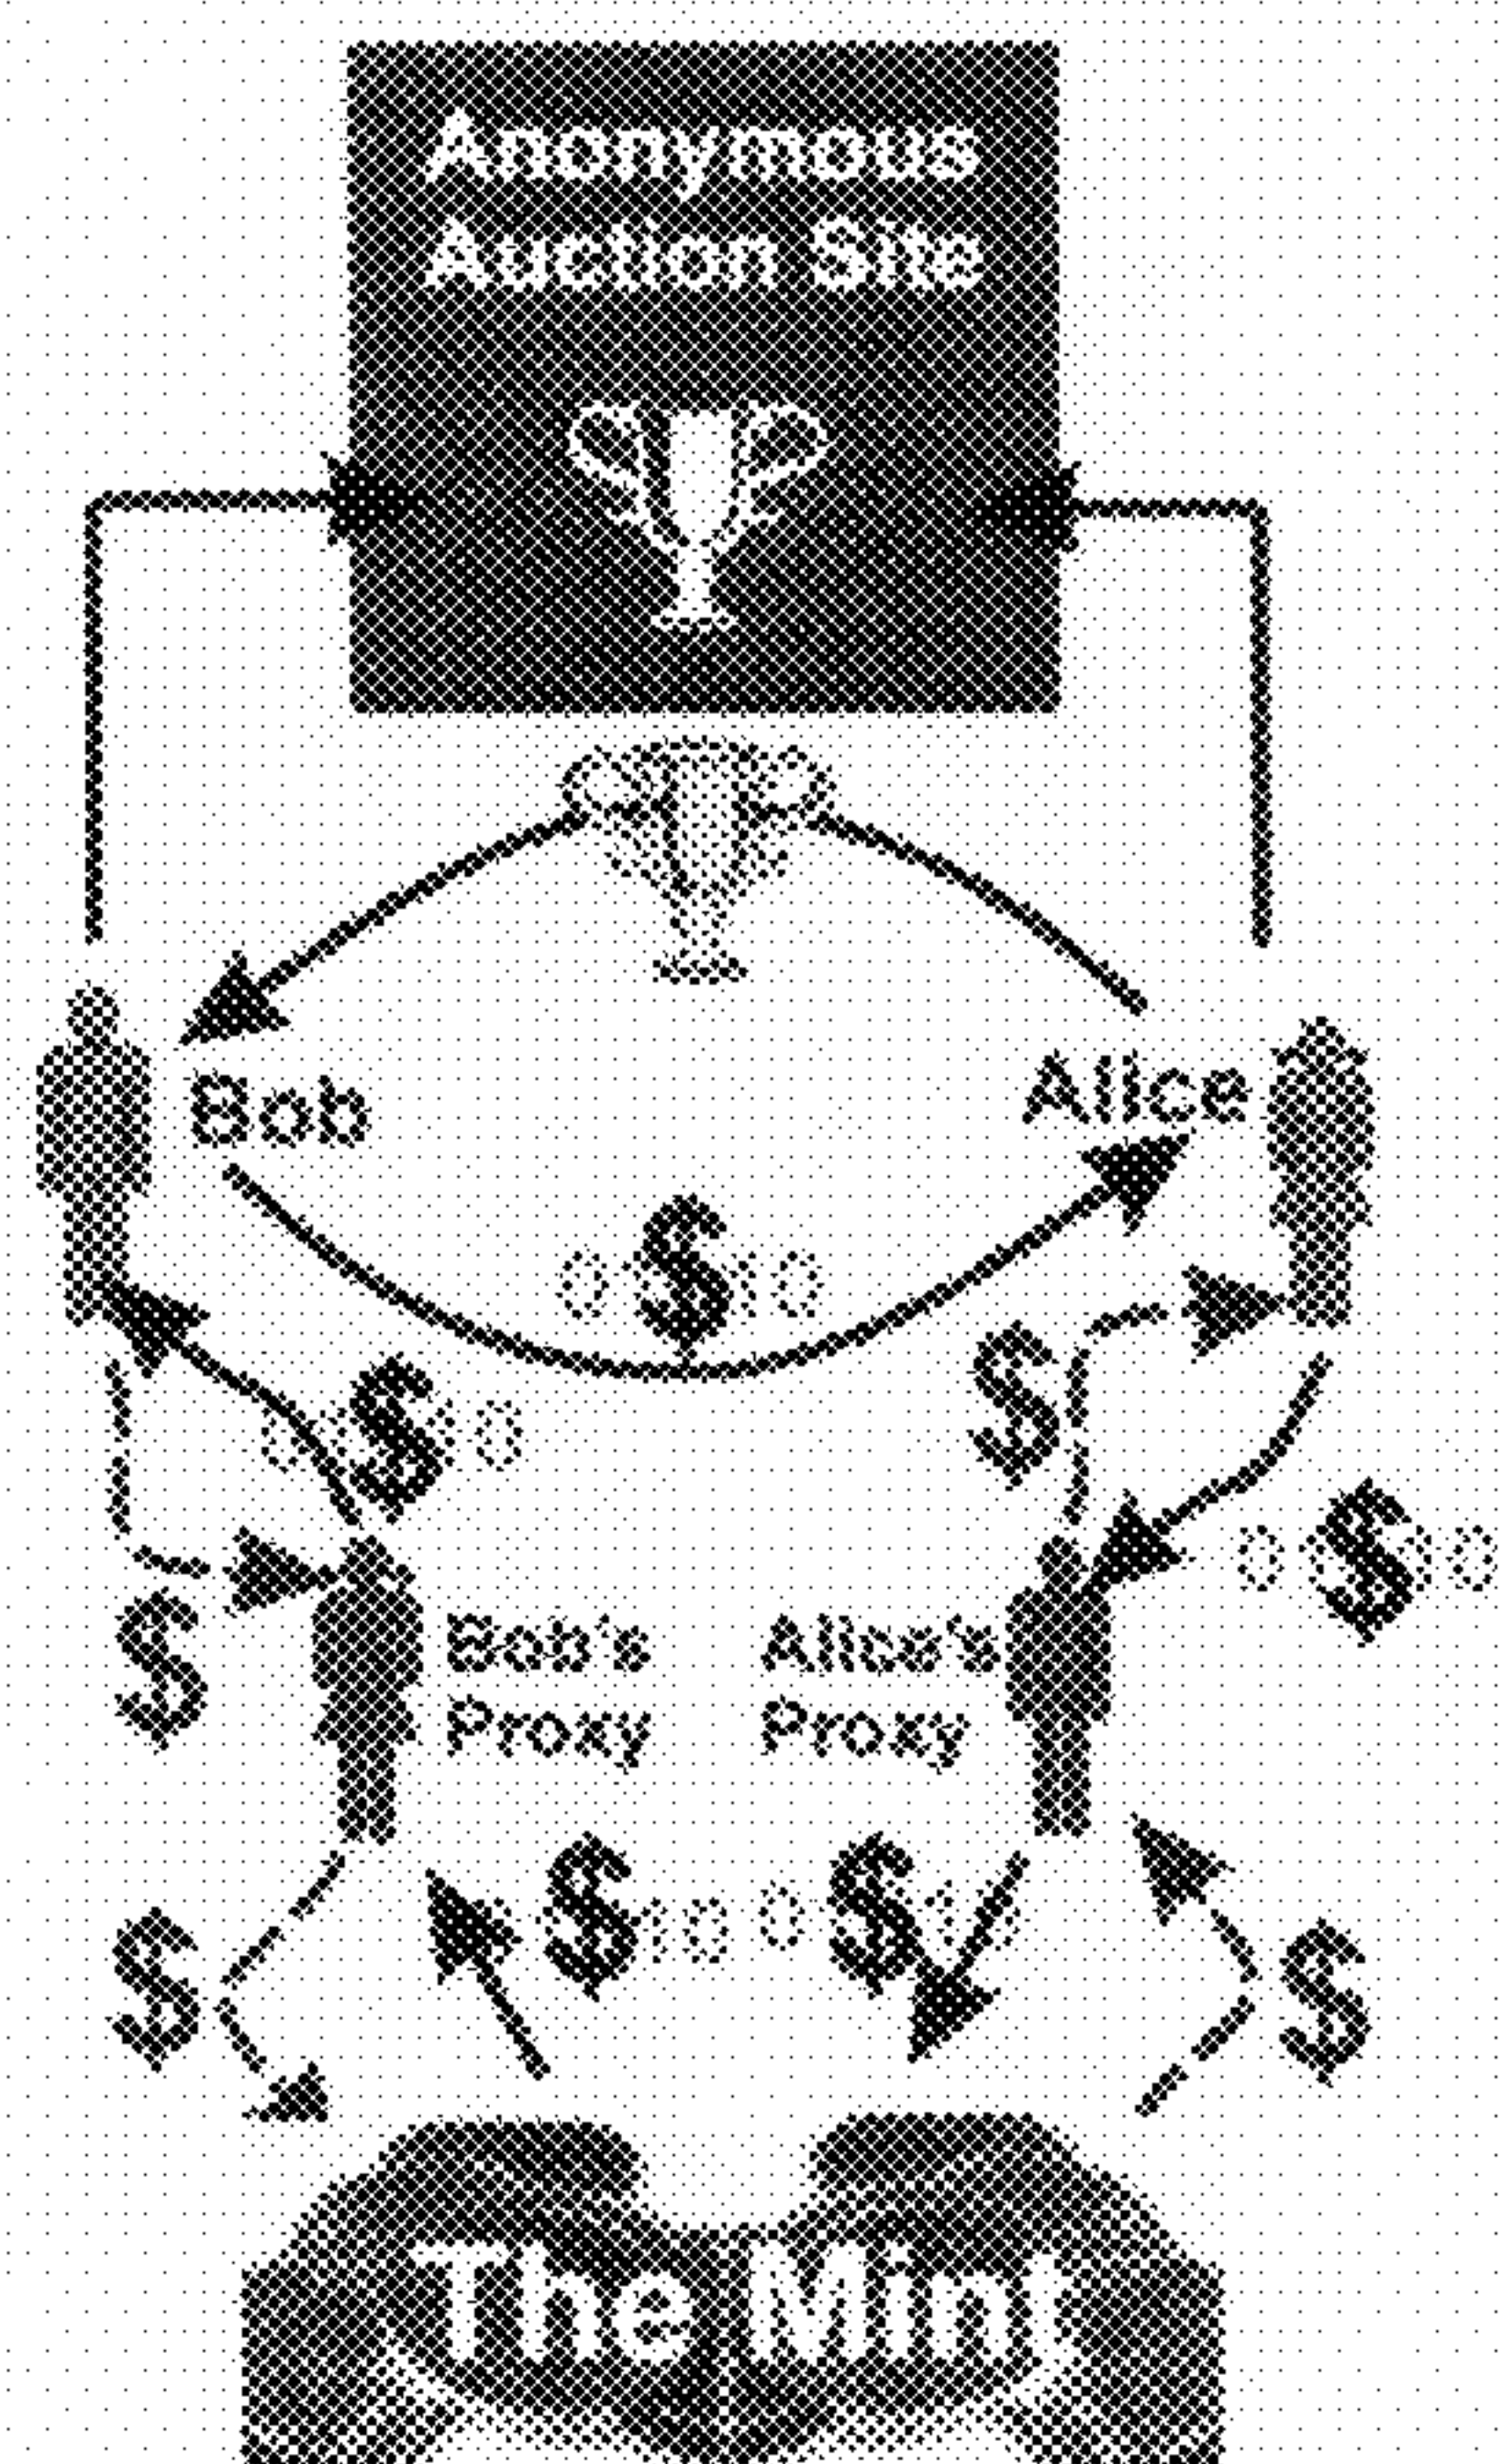 Anonymous
Auction Site
Bob
Alice
$
$
$
$
$
Bob's
Proxy
Alice's
Proxy
$
$
$
$
The Mint